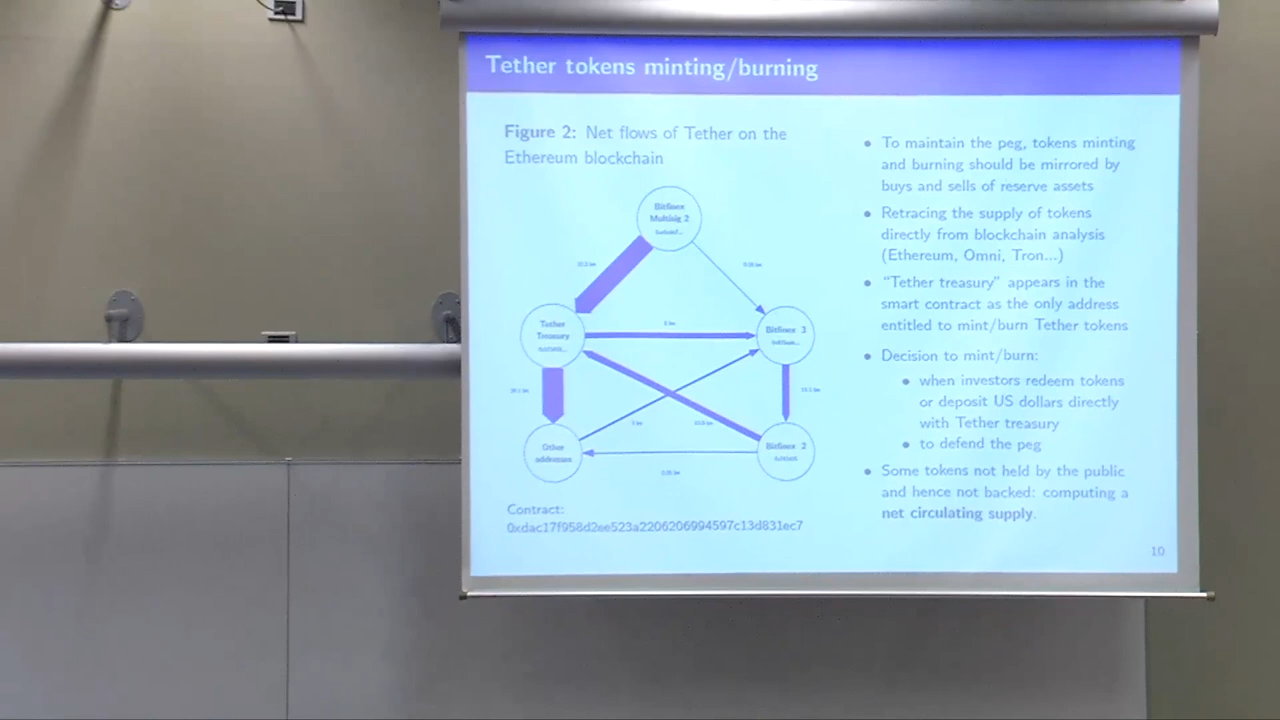 Tether tokens minting/burning
Figure 2: Net flows of Tether on the
Ethereum blockchain
Bitfinex
Multisig 2
Tether
Treasury
Bitfinex 3
Other
addresses
Bitfinex 2
Contract:
0xdac17f958d2ee523a2206206994597c13d831ec7
• To maintain the peg, tokens minting
and burning should be mirrored by
buys and sells of reserve assets
• Retracing the supply of tokens
directly from blockchain analysis
(Ethereum, Omni, Tron...)
• “Tether treasury” appears in the
smart contract as the only address
entitled to mint/burn Tether tokens
• Decision to mint/burn:
• when investors redeem tokens
or deposit US dollars directly
with Tether treasury
• to defend the peg
• Some tokens not held by the public
and hence not backed: computing a
net circulating supply.
10